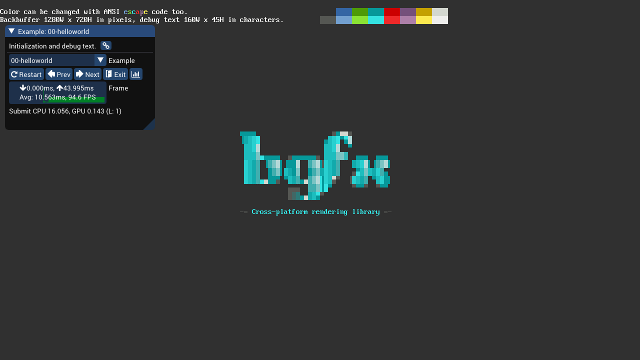 Color can be changed with ANSI escape code too.
Backbuffer 1280W x 720H in pixels, debug text 160W x 45H in characters.
Example: 00-helloworld
Initialization and debug text.
00-helloworld Example
Restart Prev Next Exit
0.000ms, 43.995ms Frame
Avg: 10.563ms, 94.6 FPS
Submit CPU 16.056, GPU 0.143 (L: 1)
bgfx
-- Cross-platform rendering library --